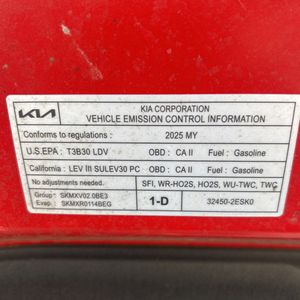 KIA
KIA CORPORATION
VEHICLE EMISSION CONTROL INFORMATION
Conforms to regulations : 2025 MY
U.S.EPA : T3B30 LDV OBD : CA II Fuel : Gasoline
California : LEV III SULEV30 PC OBD : CA II Fuel : Gasoline
No adjustments needed. SFI, WR-HO2S, HO2S, WU-TWC, TWC
Group : SKMXV02.0BE3
Evap : SKMXR0114BEG
1-D
32450-2ESK0